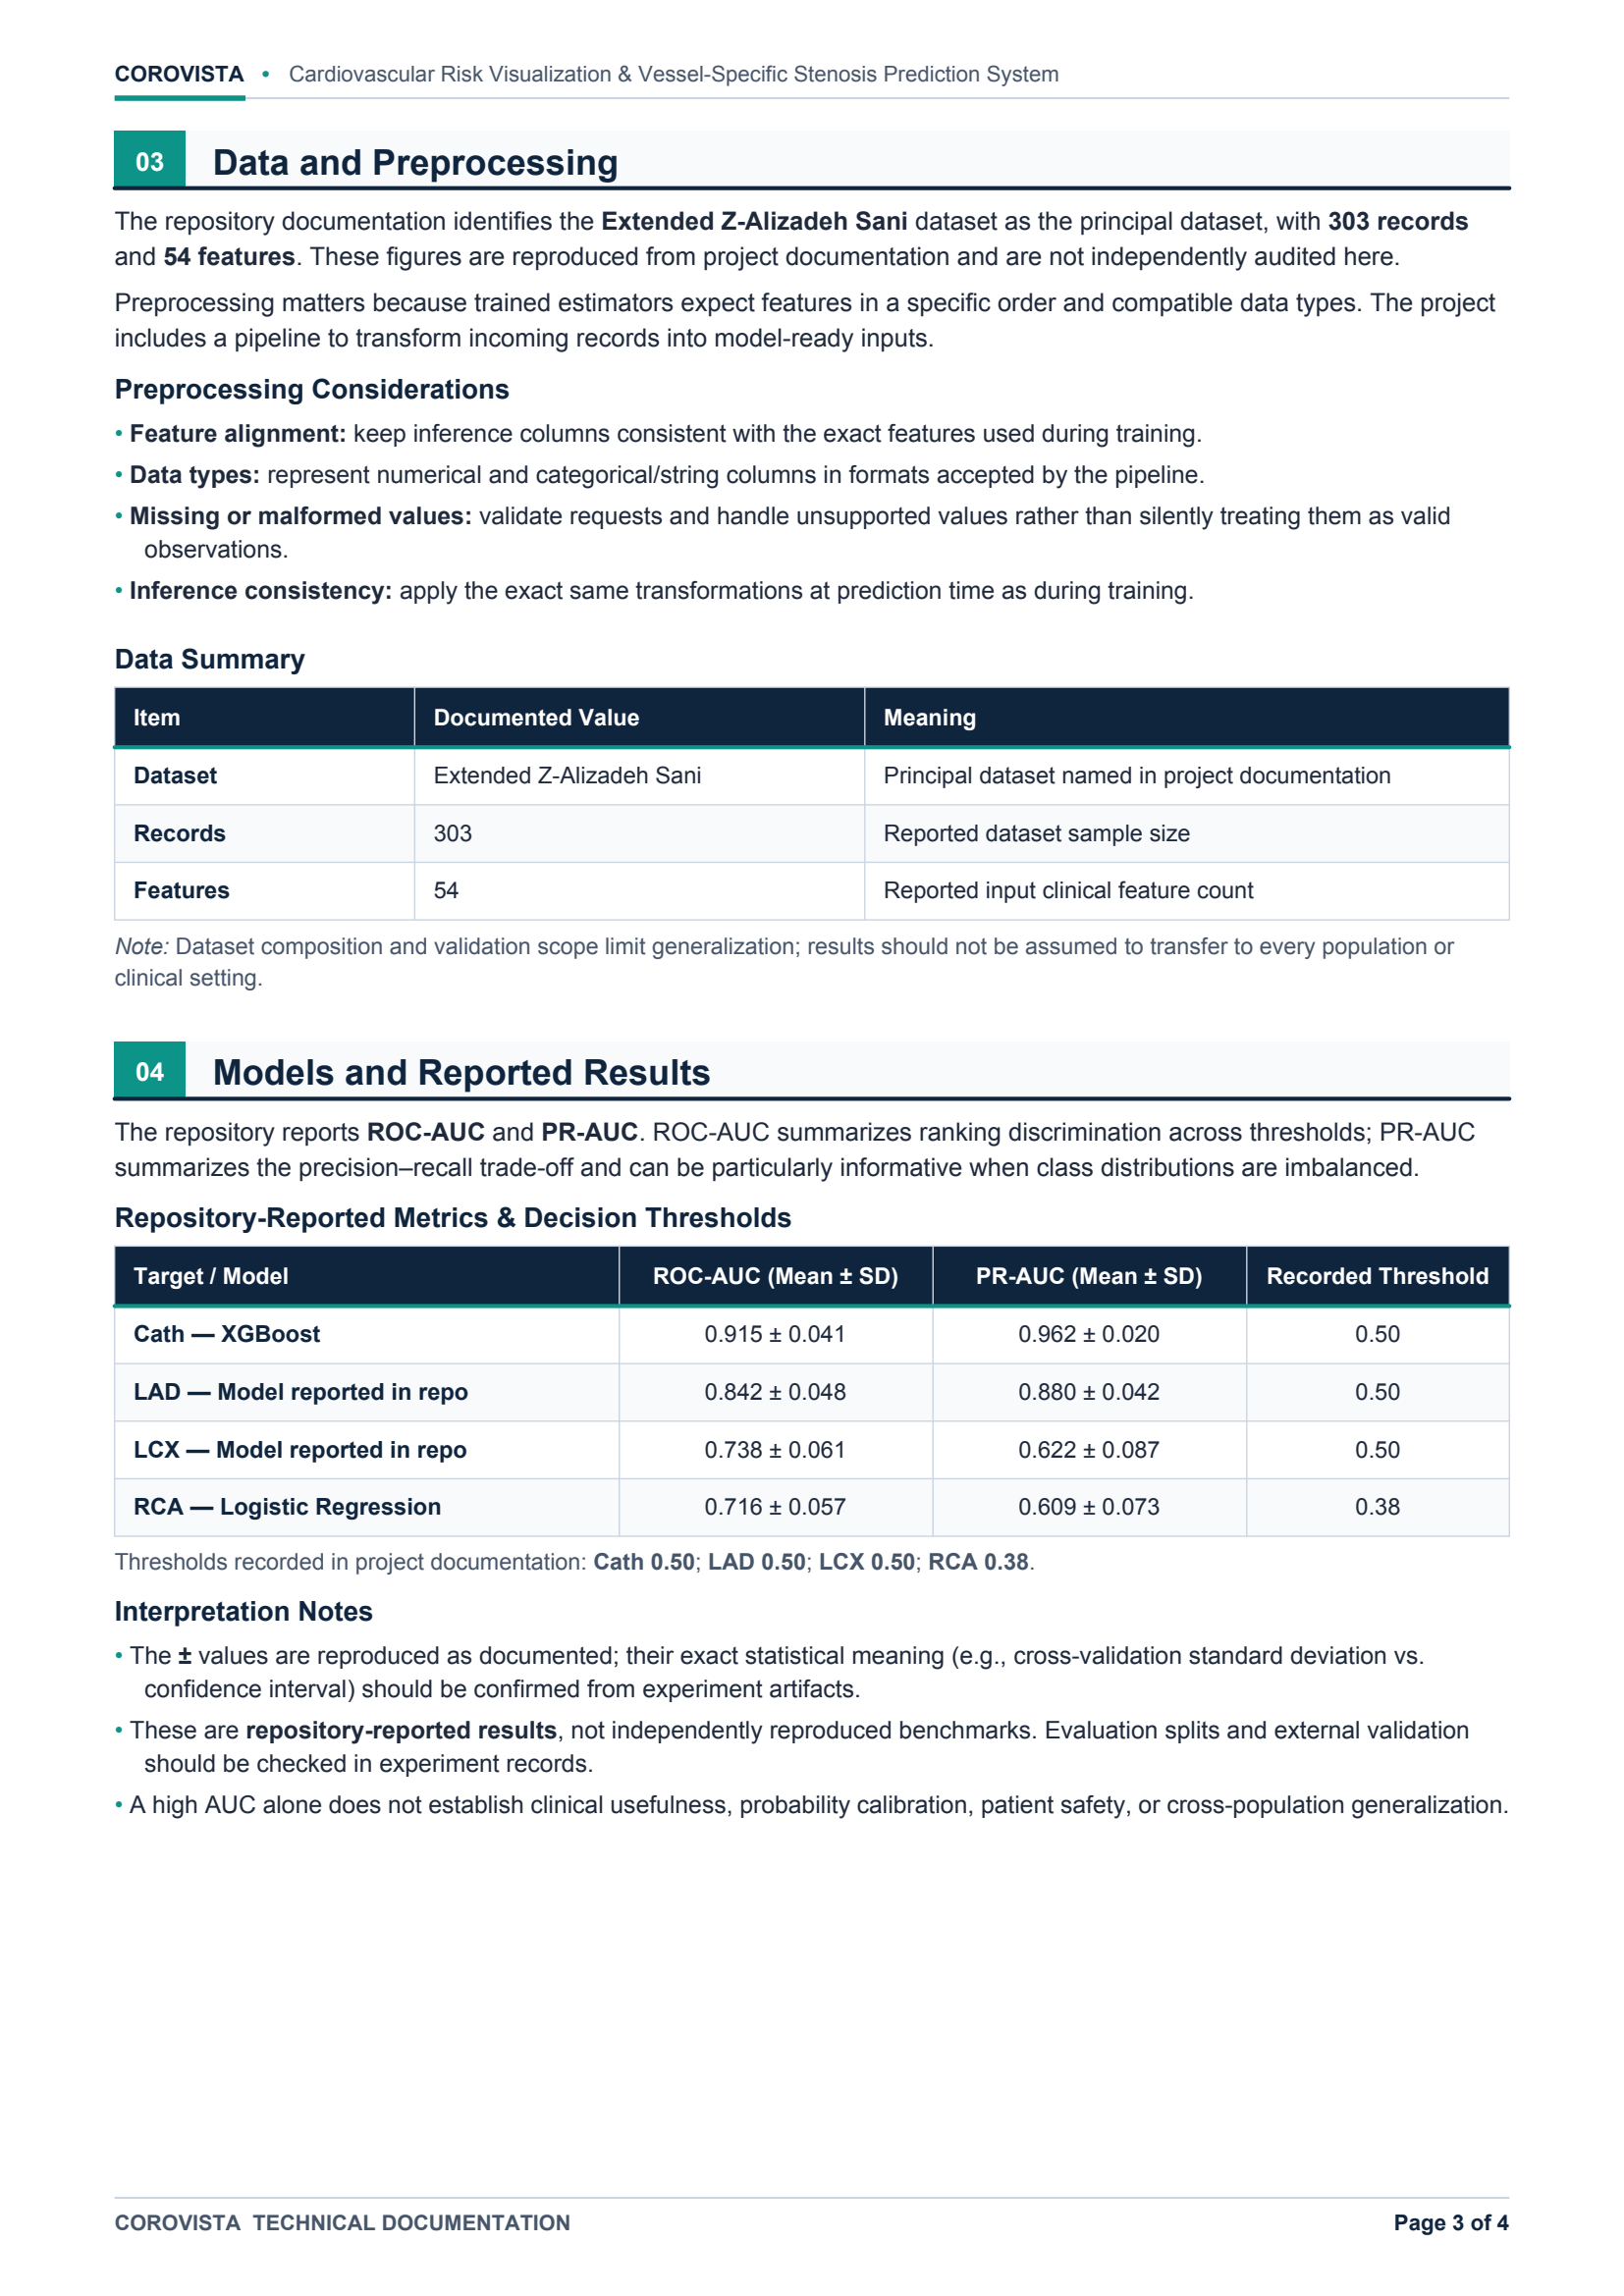 COROVISTA • Cardiovascular Risk Visualization & Vessel-Specific Stenosis Prediction System
03 Data and Preprocessing
The repository documentation identifies the Extended Z-Alizadeh Sani dataset as the principal dataset, with 303 records
and 54 features. These figures are reproduced from project documentation and are not independently audited here.
Preprocessing matters because trained estimators expect features in a specific order and compatible data types. The project
includes a pipeline to transform incoming records into model-ready inputs.
Preprocessing Considerations
• Feature alignment: keep inference columns consistent with the exact features used during training.
• Data types: represent numerical and categorical/string columns in formats accepted by the pipeline.
• Missing or malformed values: validate requests and handle unsupported values rather than silently treating them as valid
observations.
• Inference consistency: apply the exact same transformations at prediction time as during training.
Data Summary
Item Documented Value Meaning
Dataset Extended Z-Alizadeh Sani Principal dataset named in project documentation
Records 303 Reported dataset sample size
Features 54 Reported input clinical feature count
Note: Dataset composition and validation scope limit generalization; results should not be assumed to transfer to every population or
clinical setting.
04 Models and Reported Results
The repository reports ROC-AUC and PR-AUC. ROC-AUC summarizes ranking discrimination across thresholds; PR-AUC
summarizes the precision–recall trade-off and can be particularly informative when class distributions are imbalanced.
Repository-Reported Metrics & Decision Thresholds
Target / Model ROC-AUC (Mean ± SD) PR-AUC (Mean ± SD) Recorded Threshold
Cath — XGBoost 0.915 ± 0.041 0.962 ± 0.020 0.50
LAD — Model reported in repo 0.842 ± 0.048 0.880 ± 0.042 0.50
LCX — Model reported in repo 0.738 ± 0.061 0.622 ± 0.087 0.50
RCA — Logistic Regression 0.716 ± 0.057 0.609 ± 0.073 0.38
Thresholds recorded in project documentation: Cath 0.50; LAD 0.50; LCX 0.50; RCA 0.38.
Interpretation Notes
• The ± values are reproduced as documented; their exact statistical meaning (e.g., cross-validation standard deviation vs.
confidence interval) should be confirmed from experiment artifacts.
• These are repository-reported results, not independently reproduced benchmarks. Evaluation splits and external validation
should be checked in experiment records.
• A high AUC alone does not establish clinical usefulness, probability calibration, patient safety, or cross-population generalization.
COROVISTA TECHNICAL DOCUMENTATION Page 3 of 4